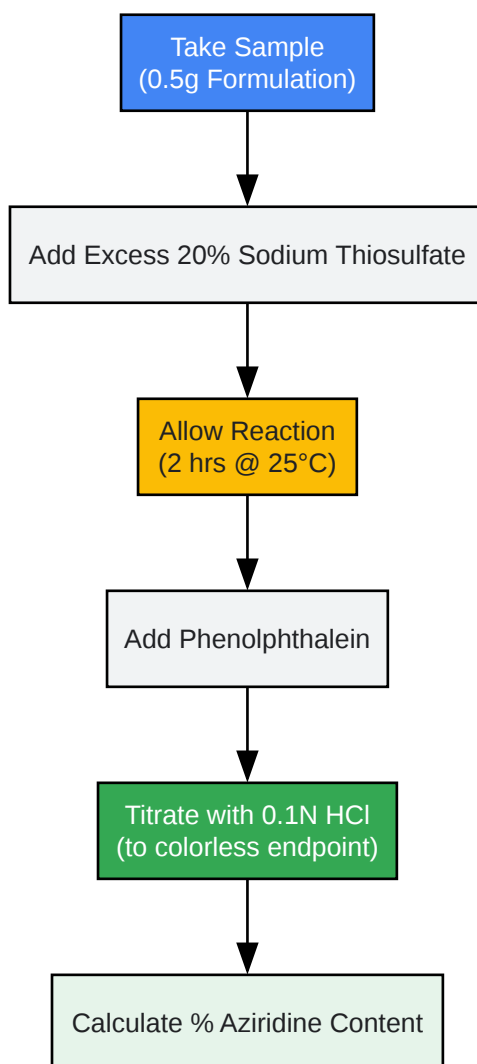 Take Sample
(0.5g Formulation)
Add Excess 20% Sodium Thiosulfate
Allow Reaction
(2 hrs @ 25°C)
Add Phenolphthalein
Titrate with 0.1N HCl
(to colorless endpoint)
Calculate % Aziridine Content